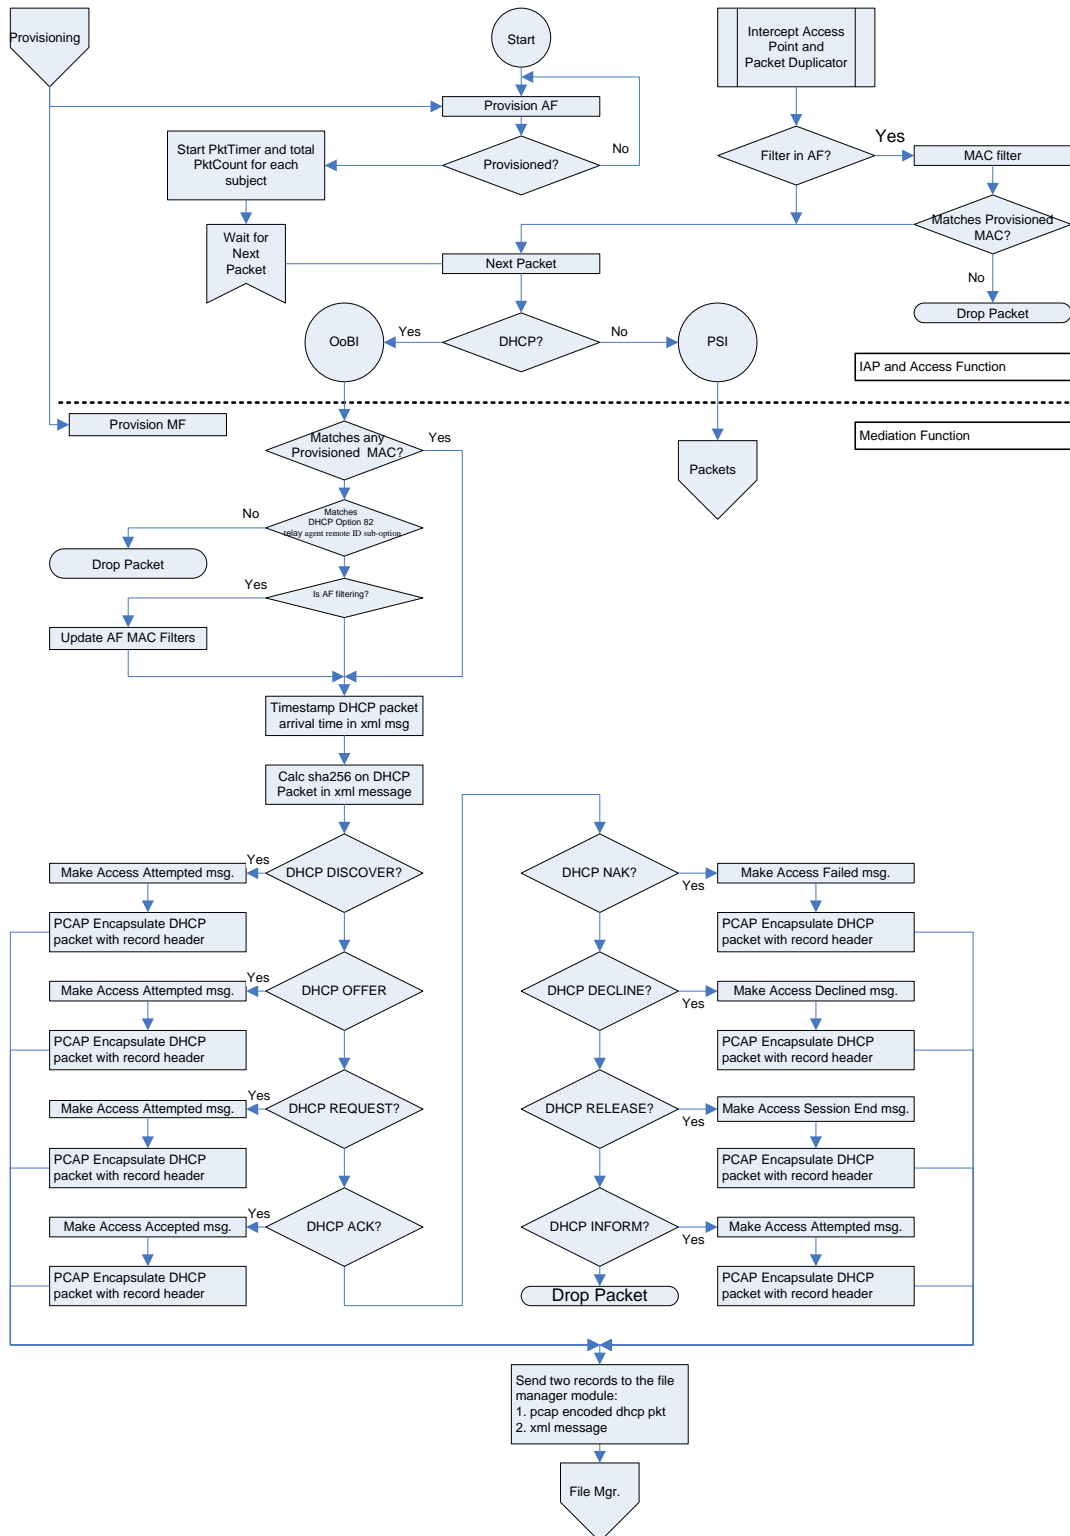 Provisioning
Start
Intercept Access
Point and
Packet Duplicator
Provision AF
Start PktTimer and total
PktCount for each
subject
Provisioned?
No
Filter in AF?
Yes
MAC filter
Wait for
Next
Packet
Matches Provisioned
MAC?
Next Packet
No
Drop Packet
OoBI
Yes
DHCP?
No
PSI
IAP and Access Function
Provision MF
Matches any
Provisioned MAC?
Yes
Mediation Function
Packets
No
Matches
DHCP Option 82
relay agent remote ID sub-option
Drop Packet
Yes
Is AF filtering?
Update AF MAC Filters
Timestamp DHCP packet
arrival time in xml msg
Calc sha256 on DHCP
Packet in xml message
Make Access Attempted msg.
Yes
DHCP DISCOVER?
DHCP NAK?
Yes
Make Access Failed msg.
PCAP Encapsulate DHCP
packet with record header
PCAP Encapsulate DHCP
packet with record header
Make Access Attempted msg.
Yes
DHCP OFFER
DHCP DECLINE?
Yes
Make Access Declined msg.
PCAP Encapsulate DHCP
packet with record header
PCAP Encapsulate DHCP
packet with record header
Make Access Attempted msg.
Yes
DHCP REQUEST?
DHCP RELEASE?
Yes
Make Access Session End msg.
PCAP Encapsulate DHCP
packet with record header
PCAP Encapsulate DHCP
packet with record header
Make Access Accepted msg.
Yes
DHCP ACK?
DHCP INFORM?
Yes
Make Access Attempted msg.
PCAP Encapsulate DHCP
packet with record header
Drop Packet
PCAP Encapsulate DHCP
packet with record header
Send two records to the file
manager module:
1. pcap encoded dhcp pkt
2. xml message
File Mgr.